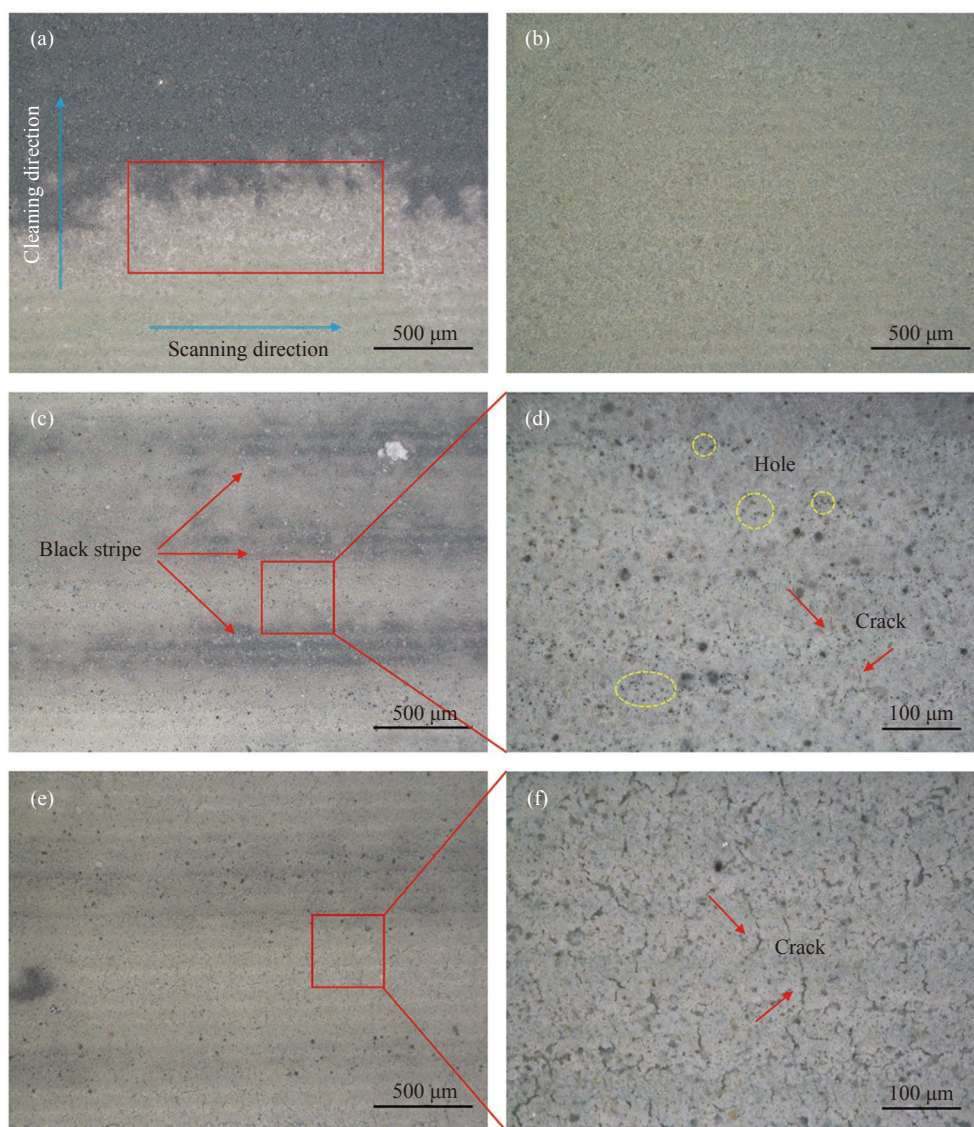 (a)
Cleaning direction
Scanning direction
500 μm
(b)
500 μm
(c)
Black stripe
500 μm
(d)
Hole
Crack
100 μm
(e)
500 μm
(f)
Crack
100 μm